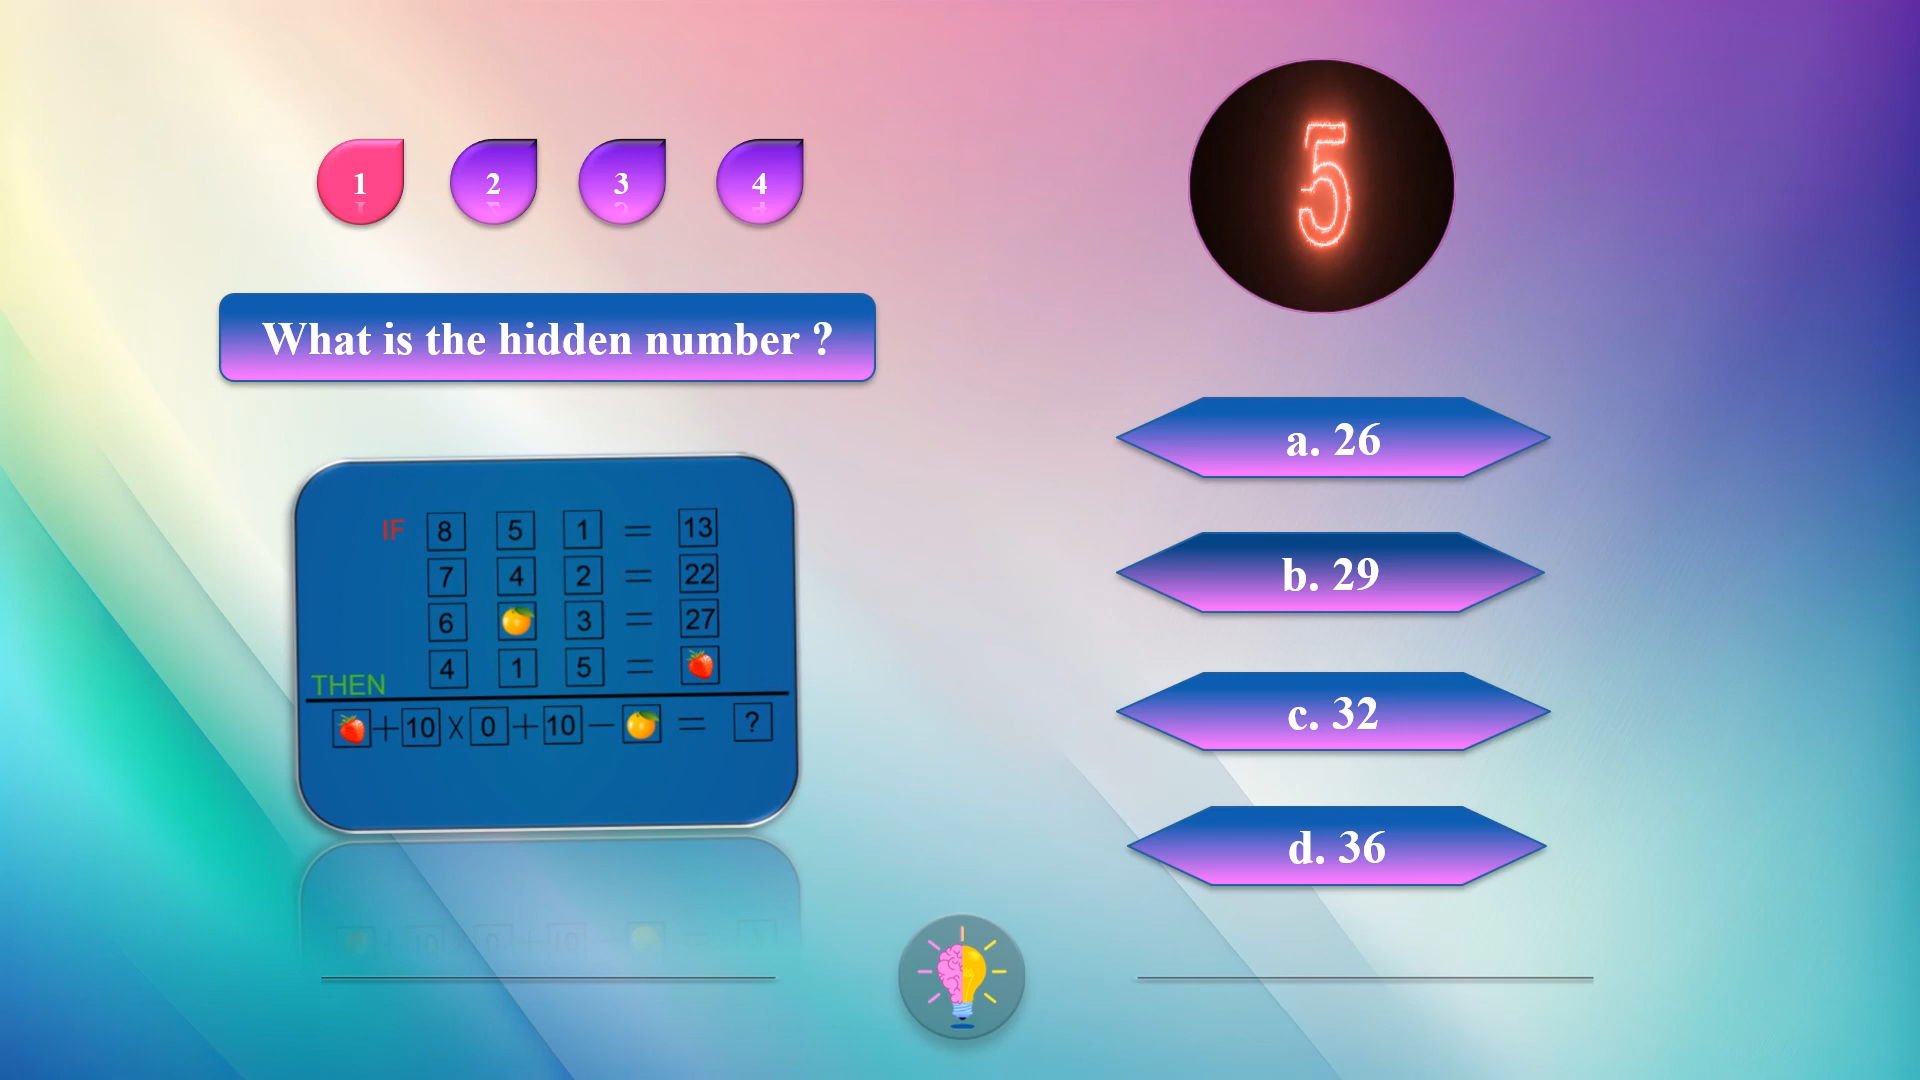 1 2 3 4
5
What is the hidden number ?
IF 8 5 1 = 13
7 4 2 = 22
6 3 = 27
4 1 5 =
THEN
+ 10 X 0 + 10 − = ?
a. 26
b. 29
c. 32
d. 36